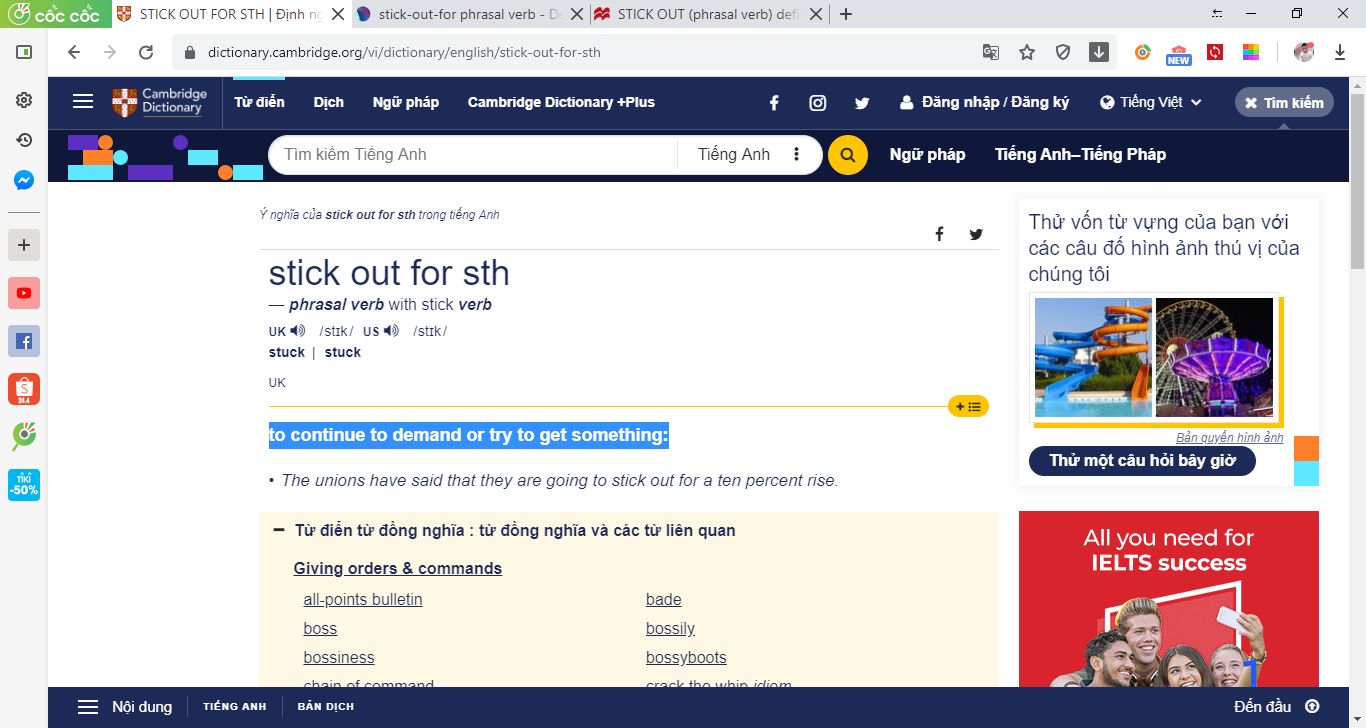 cốc cốc
STICK OUT FOR STH | Định ng
stick-out-for phrasal verb - De
STICK OUT (phrasal verb) defi
dictionary.cambridge.org/vi/dictionary/english/stick-out-for-sth
NEW
Cambridge
Dictionary
Từ điển
Dịch
Ngữ pháp
Cambridge Dictionary +Plus
Đăng nhập / Đăng ký
Tiếng Việt
Tìm kiếm
Tìm kiếm Tiếng Anh
Tiếng Anh
Ngữ pháp
Tiếng Anh–Tiếng Pháp
Ý nghĩa của stick out for sth trong tiếng Anh
stick out for sth
— phrasal verb with stick verb
UK /stɪk/ US /stɪk/
stuck | stuck
UK
to continue to demand or try to get something:
• The unions have said that they are going to stick out for a ten percent rise.
Từ điển từ đồng nghĩa : từ đồng nghĩa và các từ liên quan
Giving orders & commands
all-points bulletin
bade
boss
bossily
bossiness
bossyboots
chain of command
crack the whip idiom
Thử vốn từ vựng của bạn với
các câu đố hình ảnh thú vị của
chúng tôi
Bản quyền hình ảnh
Thử một câu hỏi bây giờ
All you need for
IELTS success
1
24.4
TIKI
-50%
Nội dung
TIẾNG ANH
BẢN DỊCH
Đến đầu